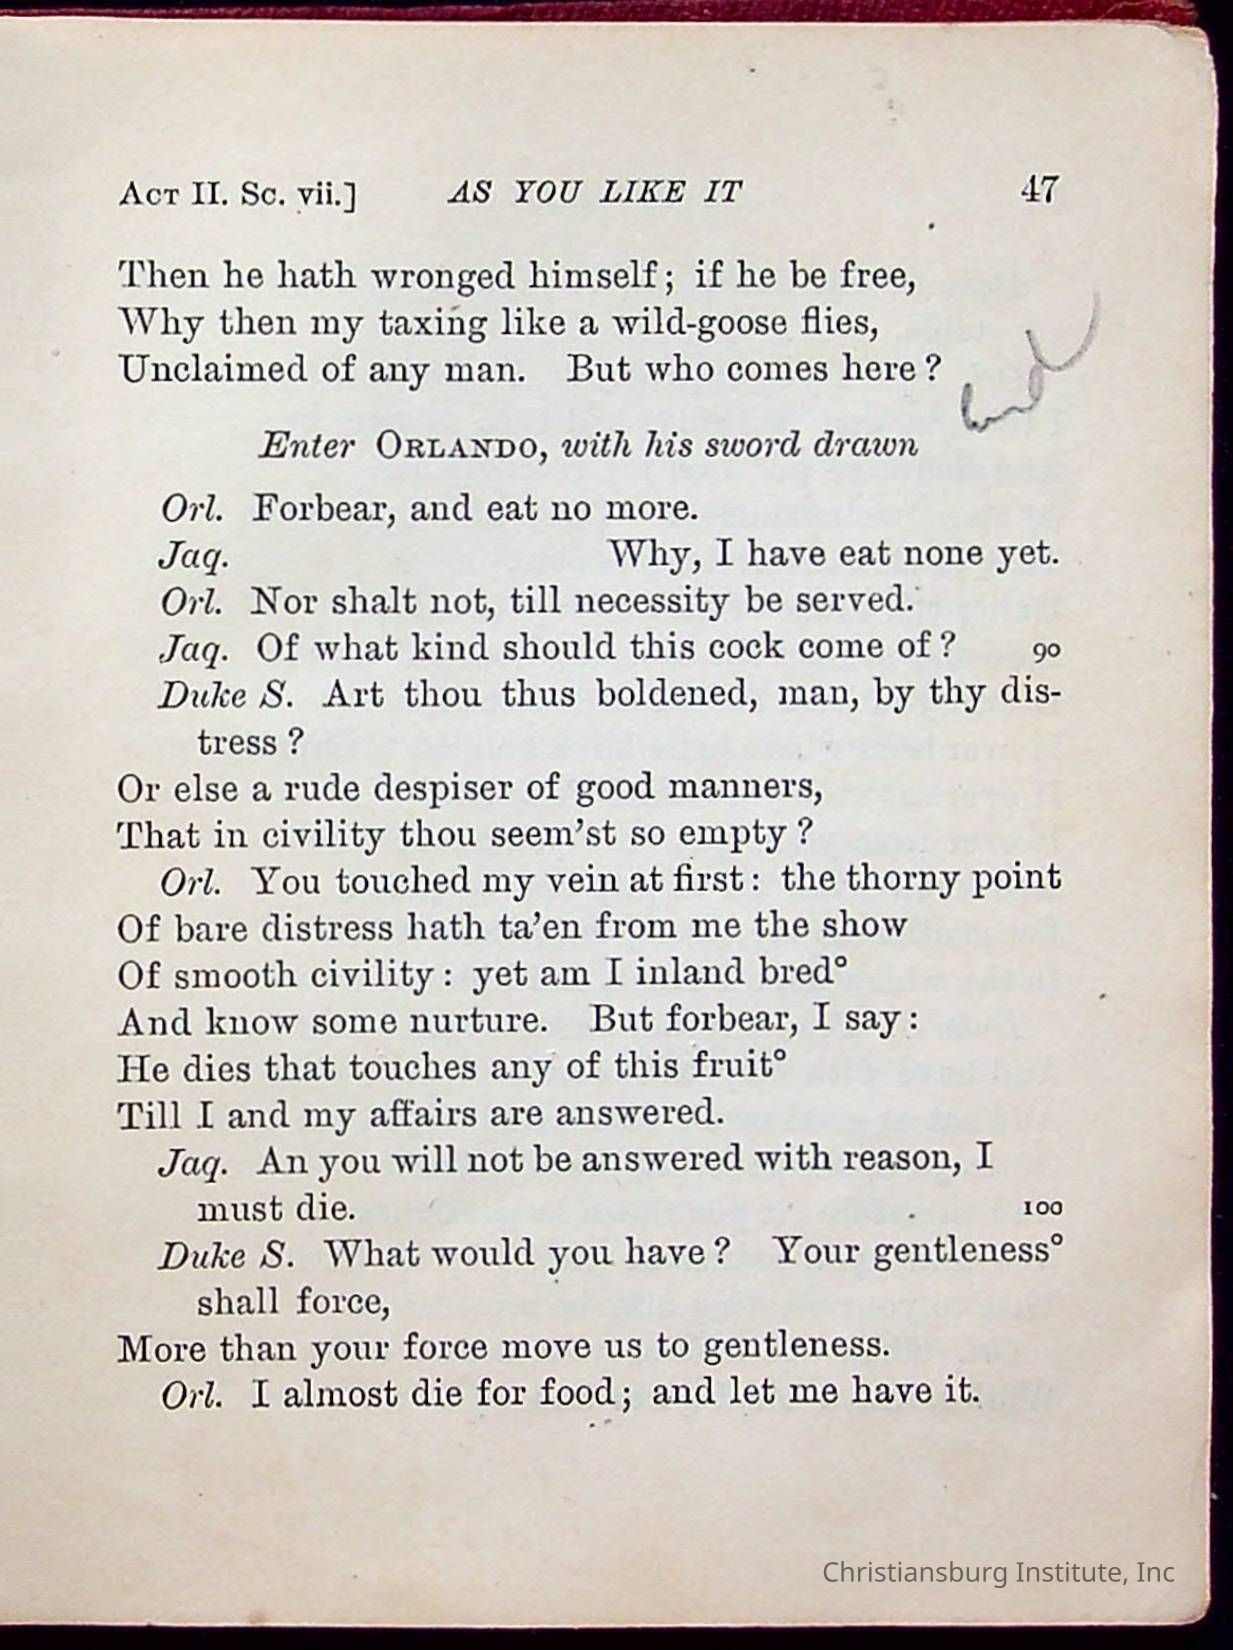 ACT II. Sc. vii.] AS YOU LIKE IT 47
Then he hath wronged himself; if he be free,
Why then my taxing like a wild-goose flies,
Unclaimed of any man. But who comes here?
end
Enter ORLANDO, with his sword drawn
Orl. Forbear, and eat no more.
Jaq. Why, I have eat none yet.
Orl. Nor shalt not, till necessity be served.
Jaq. Of what kind should this cock come of? 90
Duke S. Art thou thus boldened, man, by thy dis-
tress?
Or else a rude despiser of good manners,
That in civility thou seem'st so empty?
Orl. You touched my vein at first: the thorny point
Of bare distress hath ta'en from me the show
Of smooth civility: yet am I inland bred°
And know some nurture. But forbear, I say:
He dies that touches any of this fruit°
Till I and my affairs are answered.
Jaq. An you will not be answered with reason, I
must die. 100
Duke S. What would you have? Your gentleness°
shall force,
More than your force move us to gentleness.
Orl. I almost die for food; and let me have it.
Christiansburg Institute, Inc